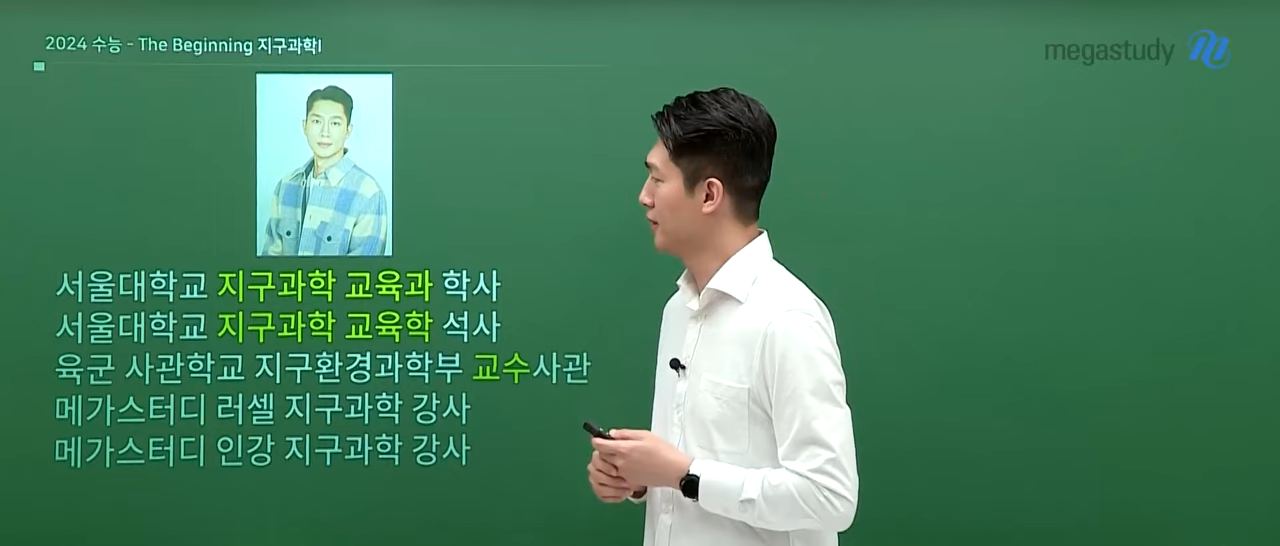 2024 수능 - The Beginning 지구과학I
megastudy
서울대학교 지구과학 교육과 학사
서울대학교 지구과학 교육학 석사
육군 사관학교 지구환경과학부 교수사관
메가스터디 러셀 지구과학 강사
메가스터디 인강 지구과학 강사